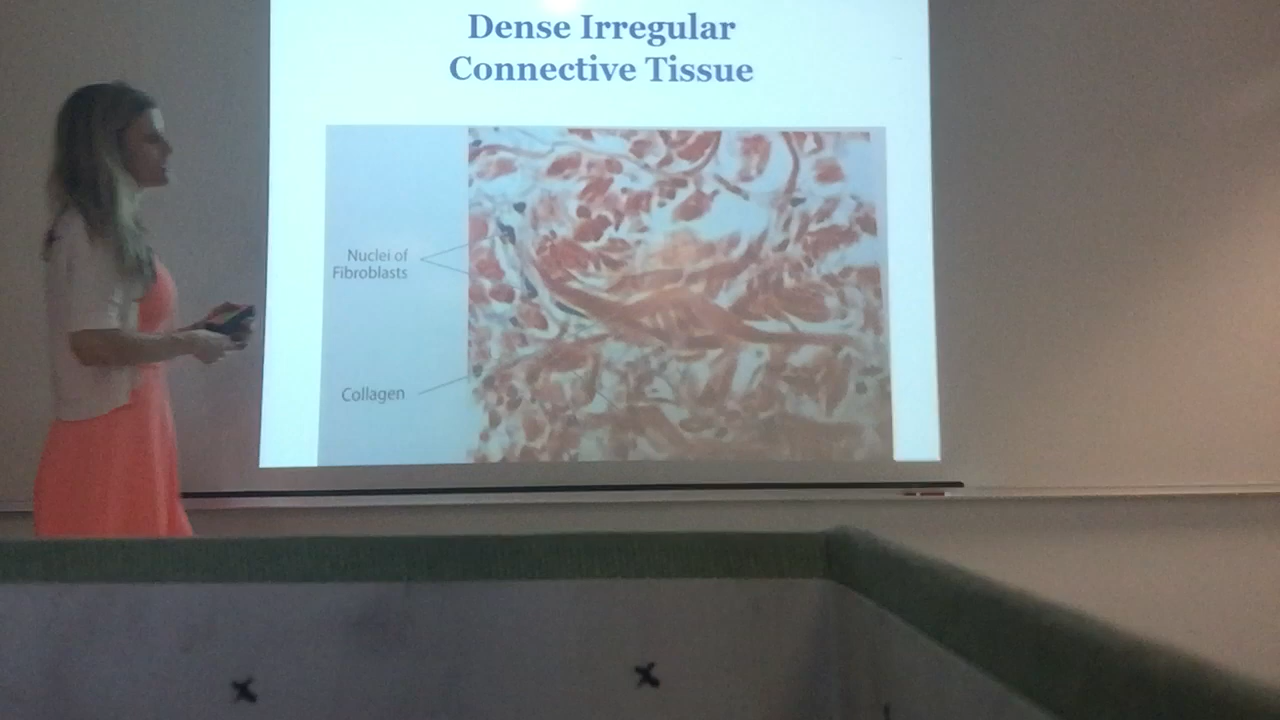 Dense Irregular
Connective Tissue
Nuclei of
Fibroblasts
Collagen